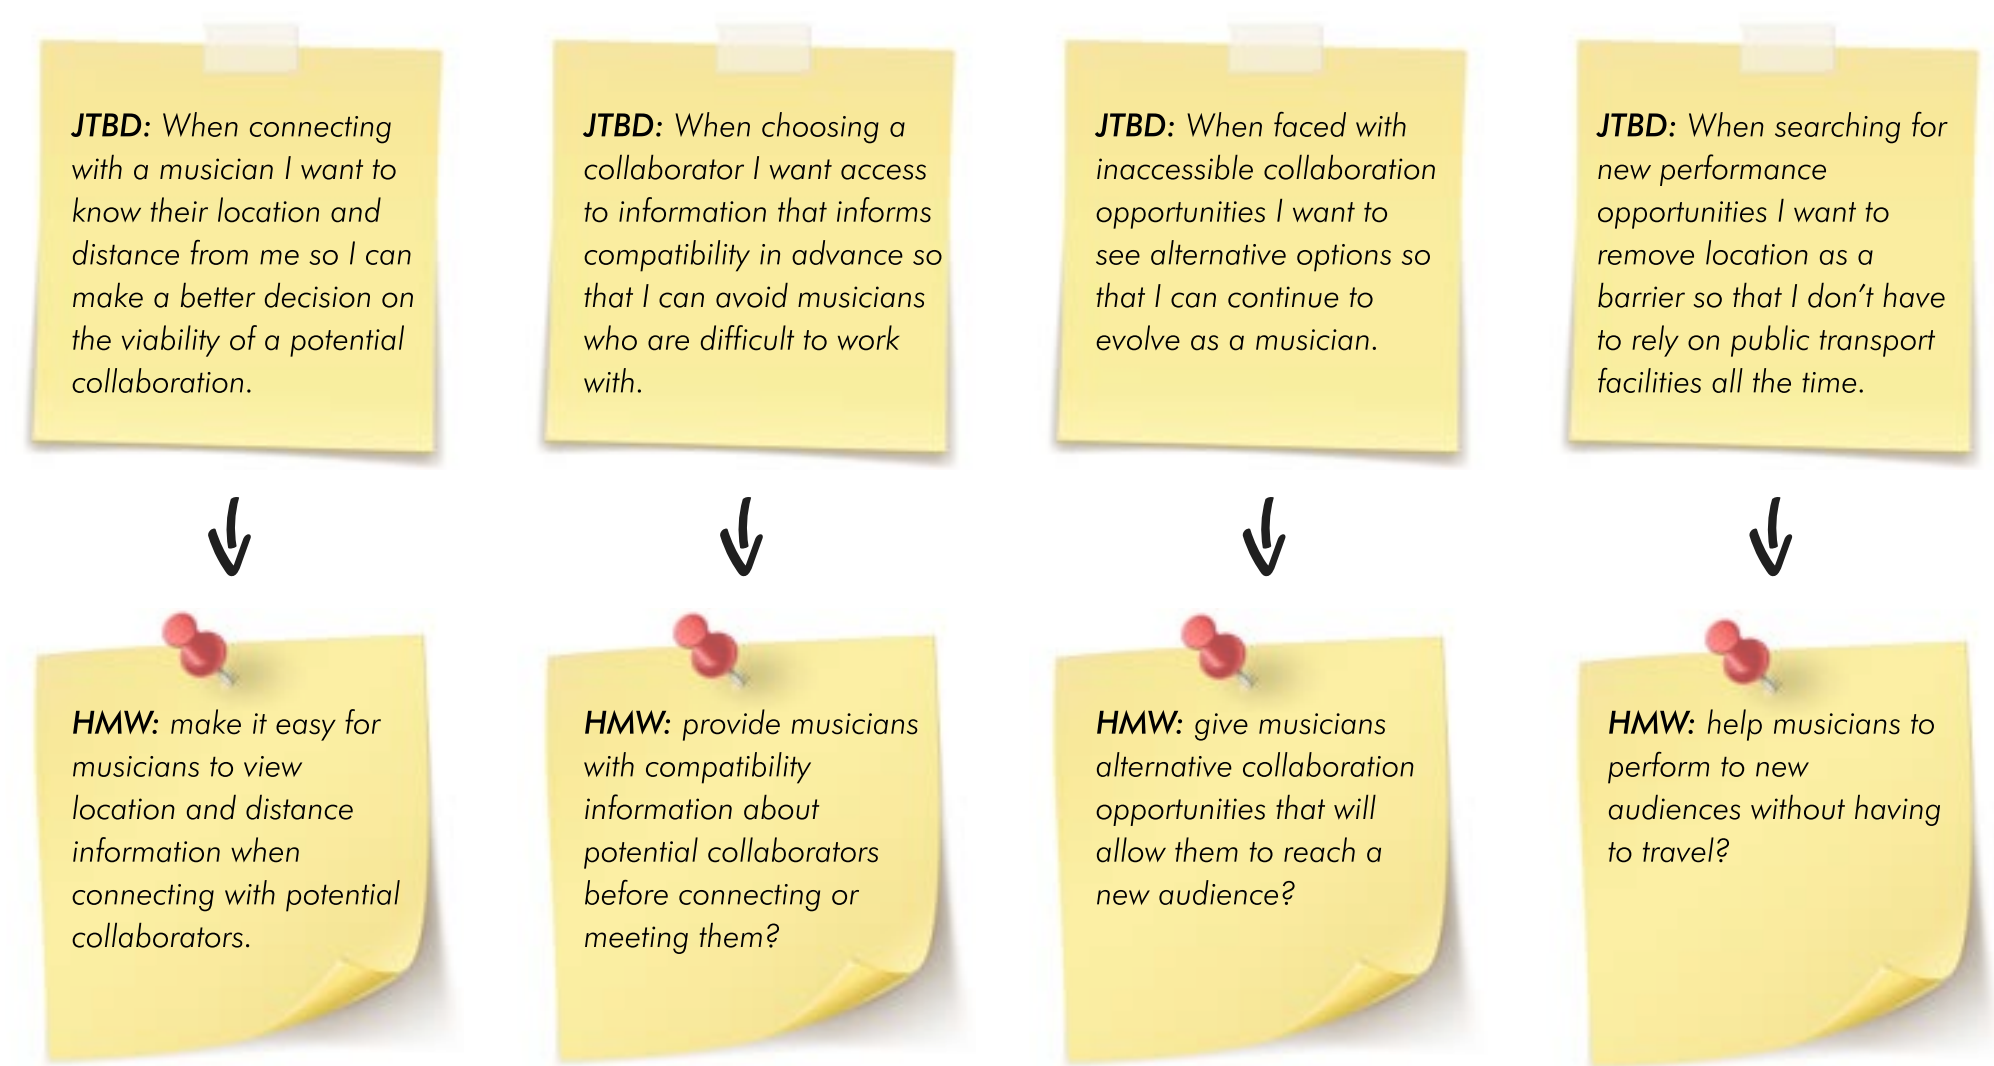 JTBD: When connecting
with a musician I want to
know their location and
distance from me so I can
make a better decision on
the viability of a potential
collaboration.
JTBD: When choosing a
collaborator I want access
to information that informs
compatibility in advance so
that I can avoid musicians
who are difficult to work
with.
JTBD: When faced with
inaccessible collaboration
opportunities I want to
see alternative options so
that I can continue to
evolve as a musician.
JTBD: When searching for
new performance
opportunities I want to
remove location as a
barrier so that I don't have
to rely on public transport
facilities all the time.
HMW: make it easy for
musicians to view
location and distance
information when
connecting with potential
collaborators.
HMW: provide musicians
with compatibility
information about
potential collaborators
before connecting or
meeting them?
HMW: give musicians
alternative collaboration
opportunities that will
allow them to reach a
new audience?
HMW: help musicians to
perform to new
audiences without having
to travel?